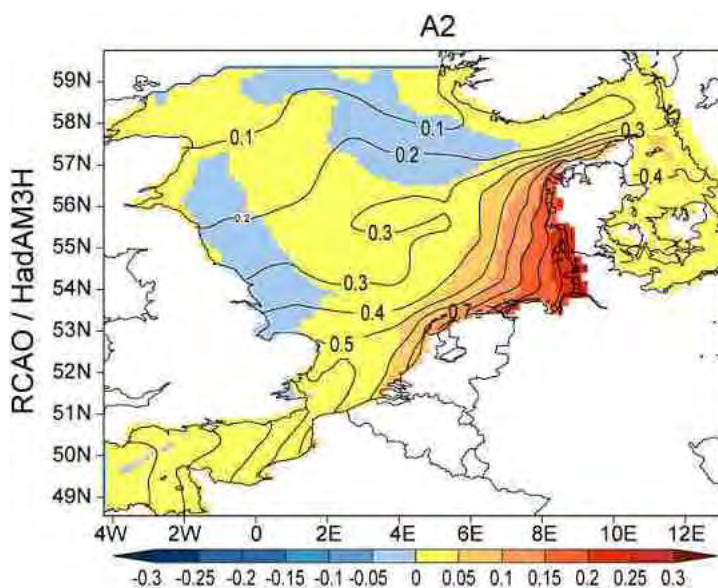 A2
RCAO / HadAM3H
59N
58N
57N
56N
55N
54N
53N
52N
51N
50N
49N
0.1
0.1
0.3
0.2
0.4
0.2
0.3
0.3
0.4
0.7
0.5
4W 2W 0 2E 4E 6E 8E 10E 12E
-0.3 -0.25 -0.2 -0.15 -0.1 -0.05 0 0.05 0.1 0.15 0.2 0.25 0.3